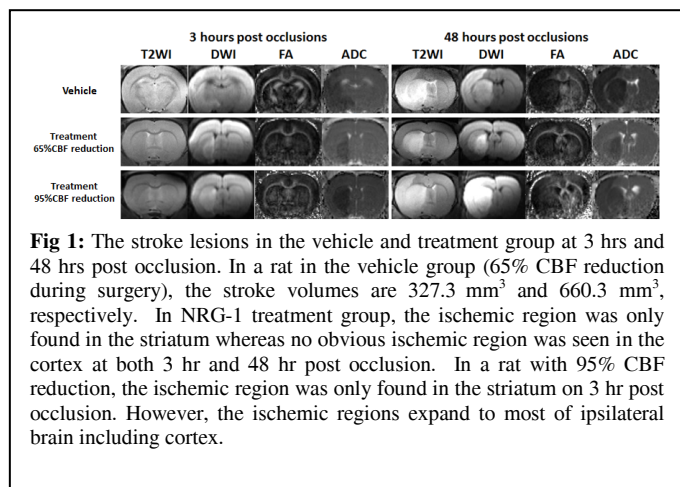 3 hours post occlusions 48 hours post occlusions
T2WI DWI FA ADC T2WI DWI FA ADC
Vehicle
Treatment
65%CBF reduction
Treatment
95%CBF reduction
Fig 1: The stroke lesions in the vehicle and treatment group at 3 hrs and
48 hrs post occlusion. In a rat in the vehicle group (65% CBF reduction
during surgery), the stroke volumes are 327.3 mm³ and 660.3 mm³,
respectively. In NRG-1 treatment group, the ischemic region was only
found in the striatum whereas no obvious ischemic region was seen in the
cortex at both 3 hr and 48 hr post occlusion. In a rat with 95% CBF
reduction, the ischemic region was only found in the striatum on 3 hr post
occlusion. However, the ischemic regions expand to most of ipsilateral
brain including cortex.